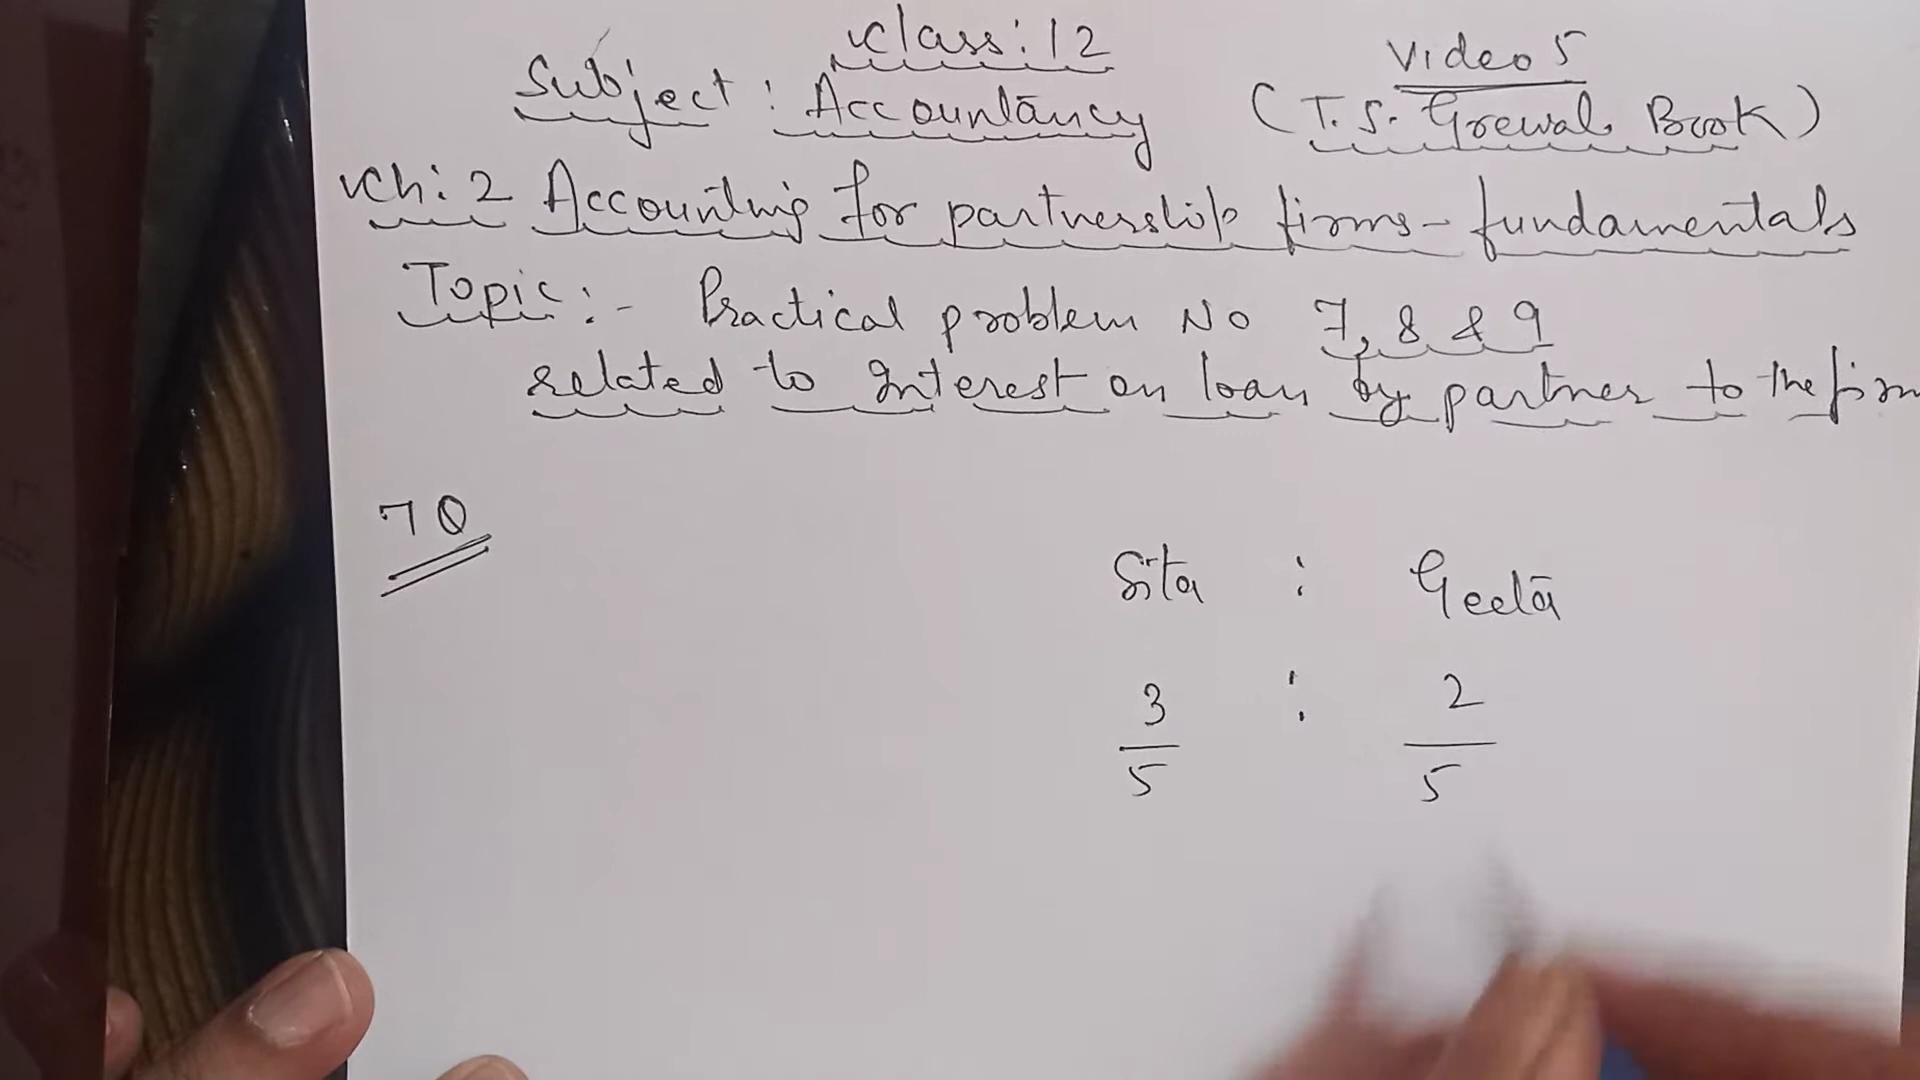 Class: 12
Video 5
Subject: Accountancy (T.S. Grewal Book)
Ch: 2 Accounting for partnership firms - fundamentals
Topic:- Practical problem No 7, 8 & 9
related to Interest on loan by partner to the firm
7 Q
Sita : Geeta
3 : 2
5 5